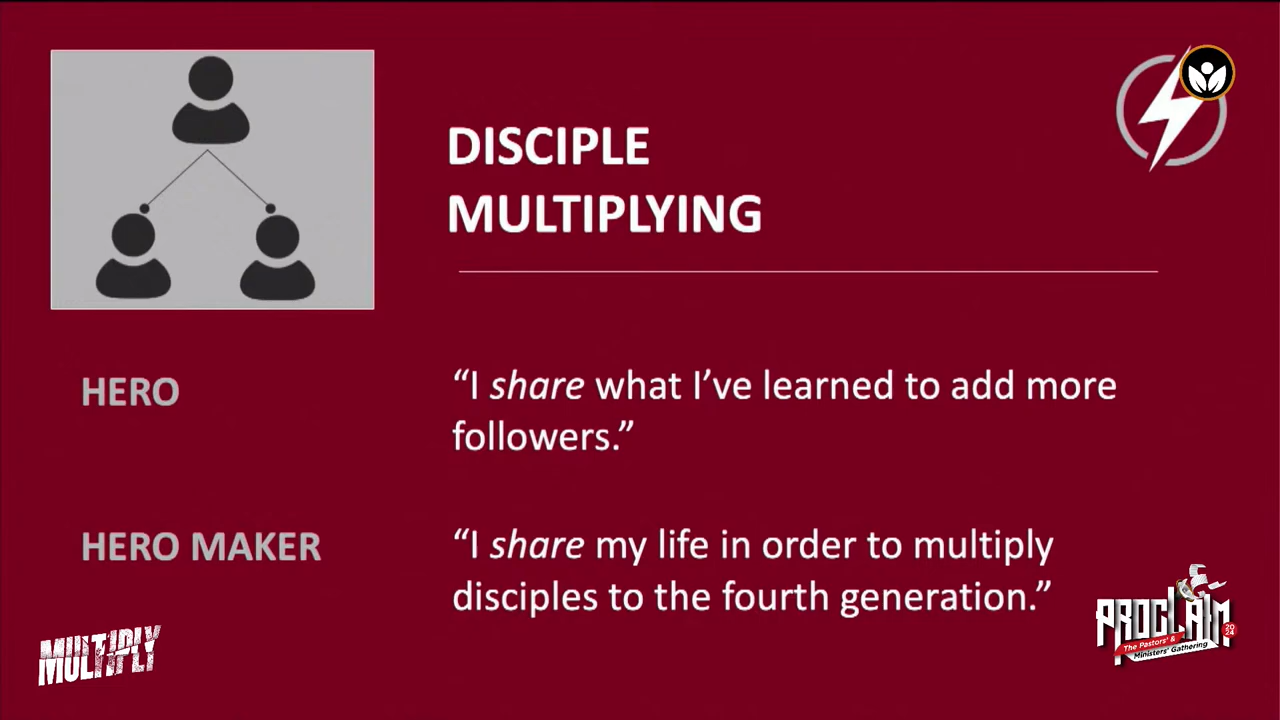 DISCIPLE
MULTIPLYING
HERO
“I share what I’ve learned to add more
followers.”
HERO MAKER
“I share my life in order to multiply
disciples to the fourth generation.”
MULTIPLY
PROCLAIM
2024
The Pastors' &
Ministers' Gathering